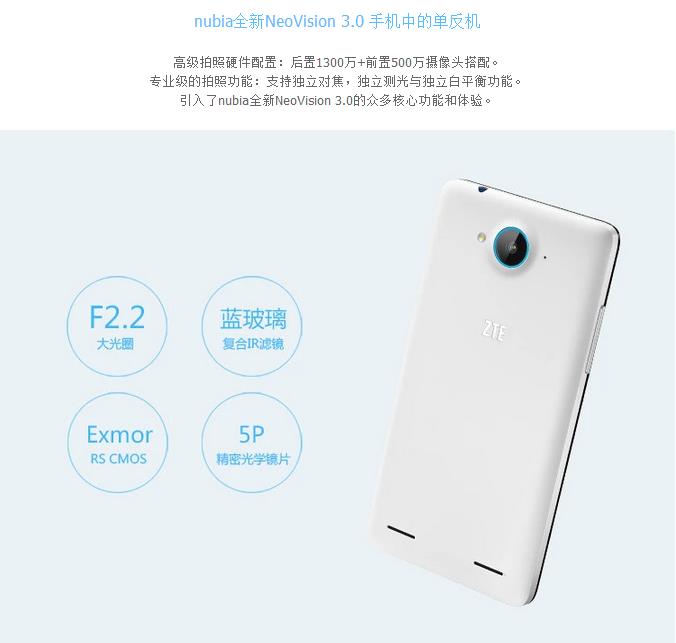 nubia全新NeoVision 3.0 手机中的单反机
高级拍照硬件配置：后置1300万+前置500万摄像头搭配。
专业级的拍照功能：支持独立对焦，独立测光与独立白平衡功能。
引入了nubia全新NeoVision 3.0的众多核心功能和体验。
F2.2
大光圈
蓝玻璃
复合IR滤镜
Exmor
RS CMOS
5P
精密光学镜片
ZTE